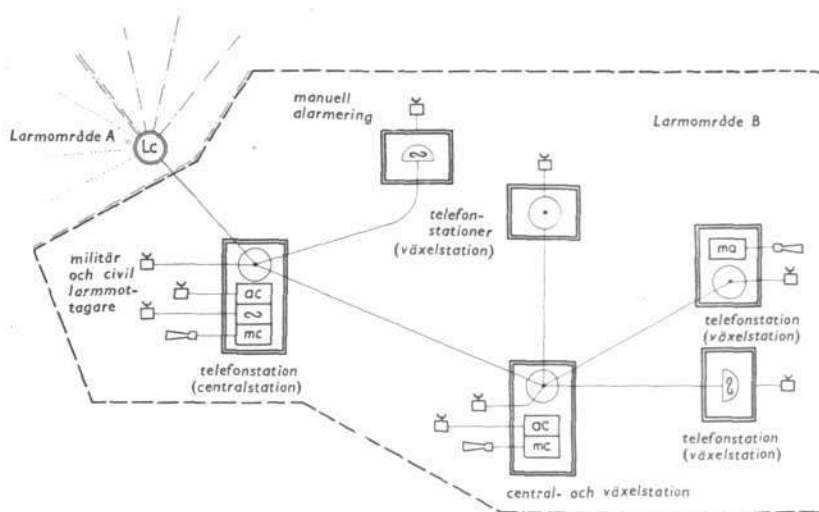 manuell
alarmering
Larmområde A
Lc
Larmområde B
telefon-
stationer
(växelstation)
militär
och civil
larmmot-
tagare
ac
mc
telefonstation
(centralstation)
ma
telefonstation
(växelstation)
ac
mc
telefonstation
(växelstation)
central- och växelstation